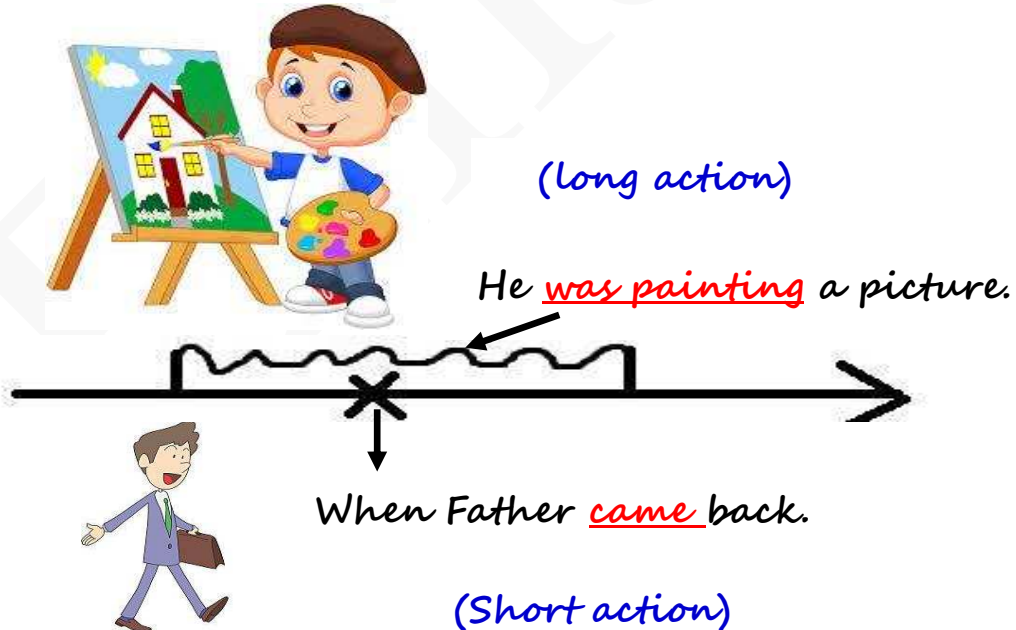 (long action)
He was painting a picture.
When Father came back.
(Short action)